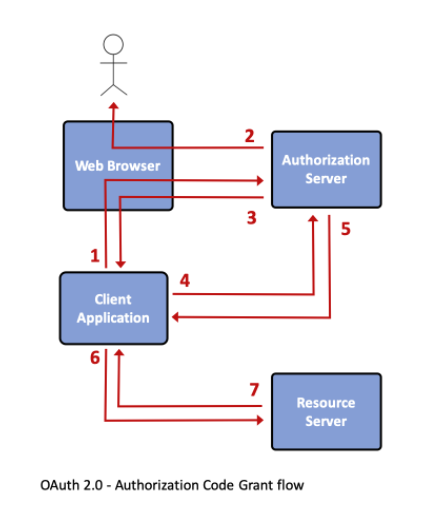 2
Web Browser
Authorization
Server
3
5
1
4
Client
Application
6
7
Resource
Server
OAuth 2.0 - Authorization Code Grant flow